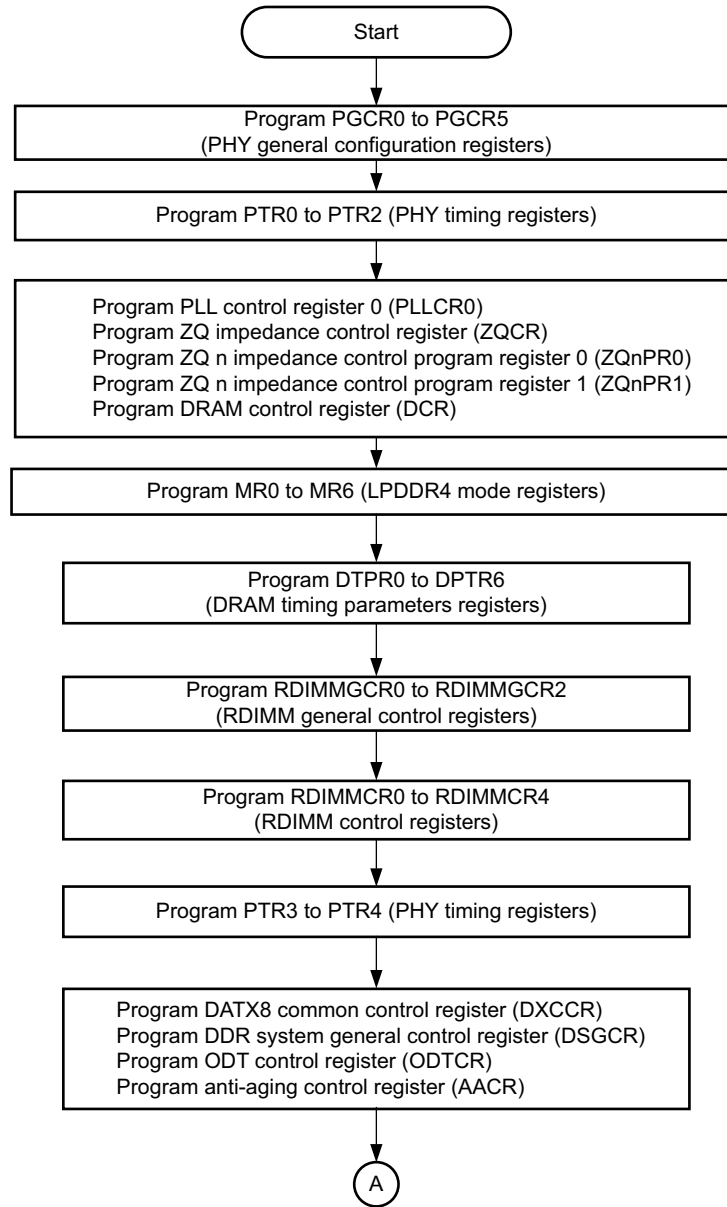 Start
Program PGCR0 to PGCR5
(PHY general configuration registers)
Program PTR0 to PTR2 (PHY timing registers)
Program PLL control register 0 (PLLCR0)
Program ZQ impedance control register (ZQCR)
Program ZQ n impedance control program register 0 (ZQnPR0)
Program ZQ n impedance control program register 1 (ZQnPR1)
Program DRAM control register (DCR)
Program MR0 to MR6 (LPDDR4 mode registers)
Program DTPR0 to DPTR6
(DRAM timing parameters registers)
Program RDIMMGCR0 to RDIMMGCR2
(RDIMM general control registers)
Program RDIMMCR0 to RDIMMCR4
(RDIMM control registers)
Program PTR3 to PTR4 (PHY timing registers)
Program DATX8 common control register (DXCCR)
Program DDR system general control register (DSGCR)
Program ODT control register (ODTCR)
Program anti-aging control register (AACR)
A